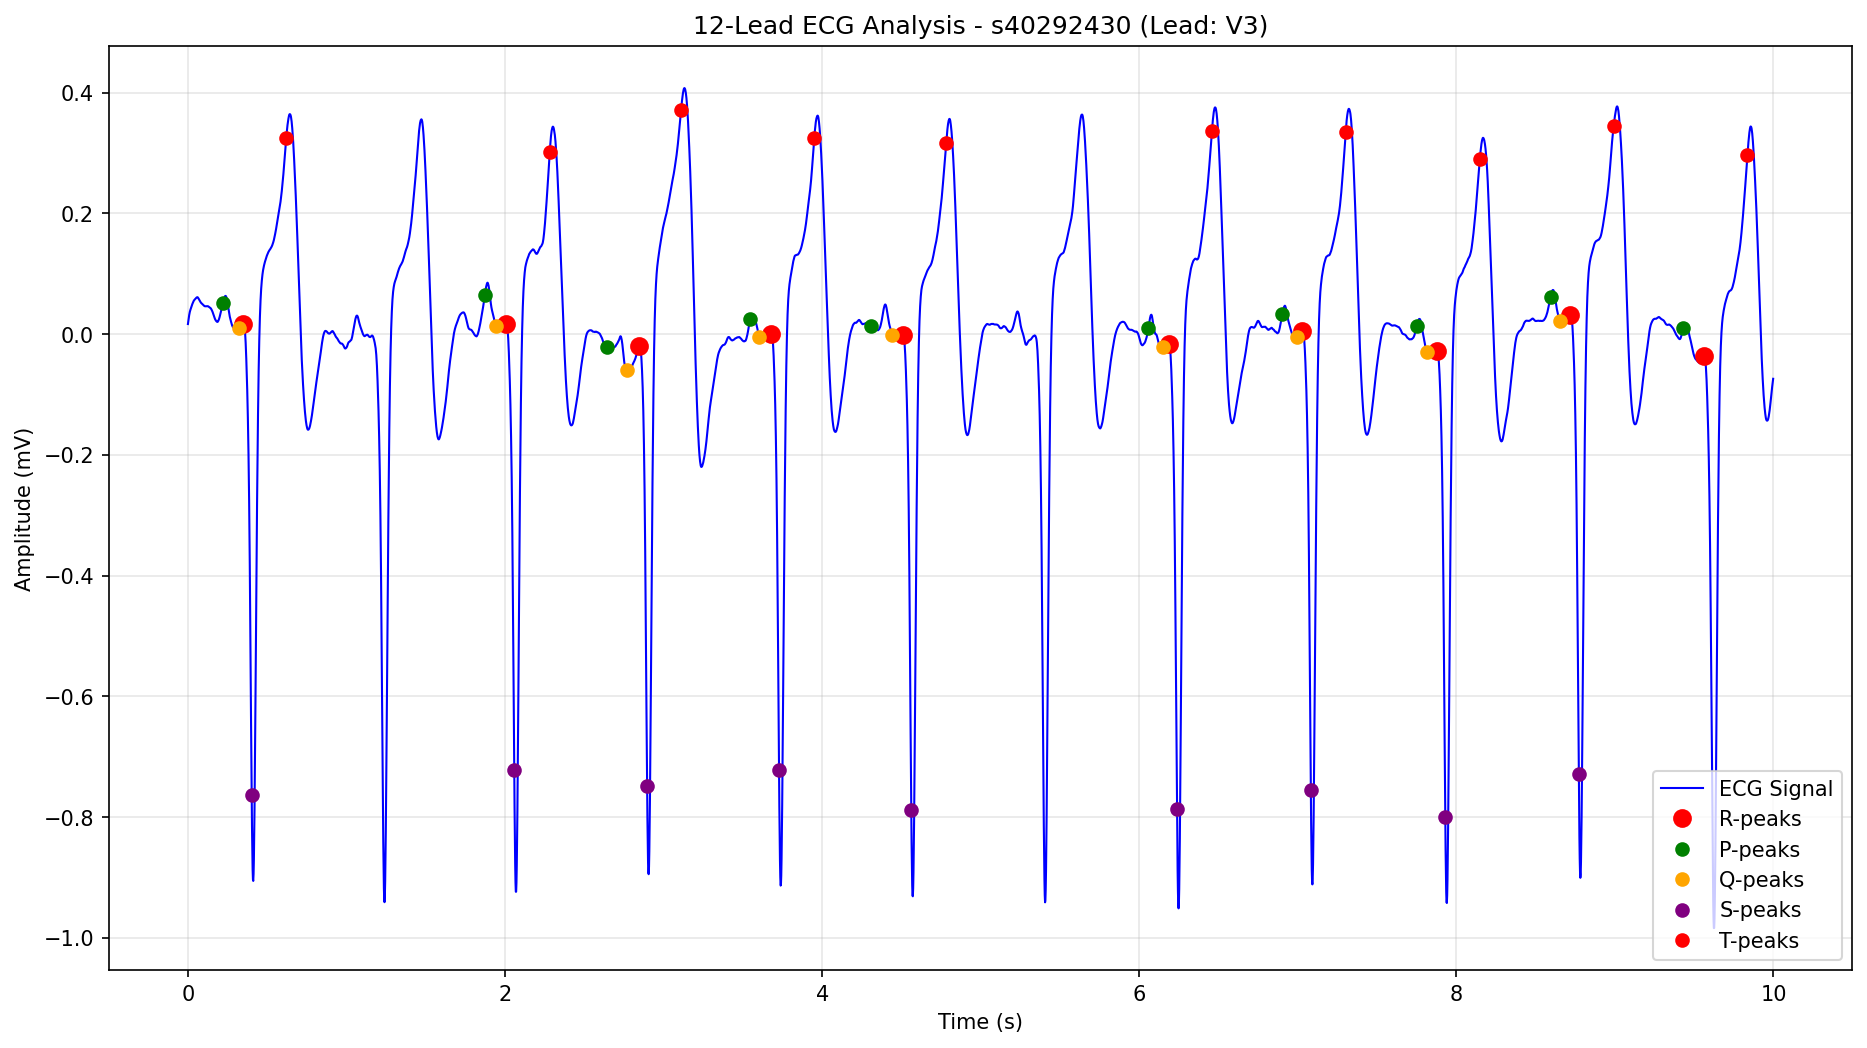 12-Lead ECG Analysis - s40292430 (Lead: V3)
Amplitude (mV)
0.4
0.2
0.0
−0.2
−0.4
−0.6
−0.8
−1.0
ECG Signal
R-peaks
P-peaks
Q-peaks
S-peaks
T-peaks
0 2 4 6 8 10
Time (s)